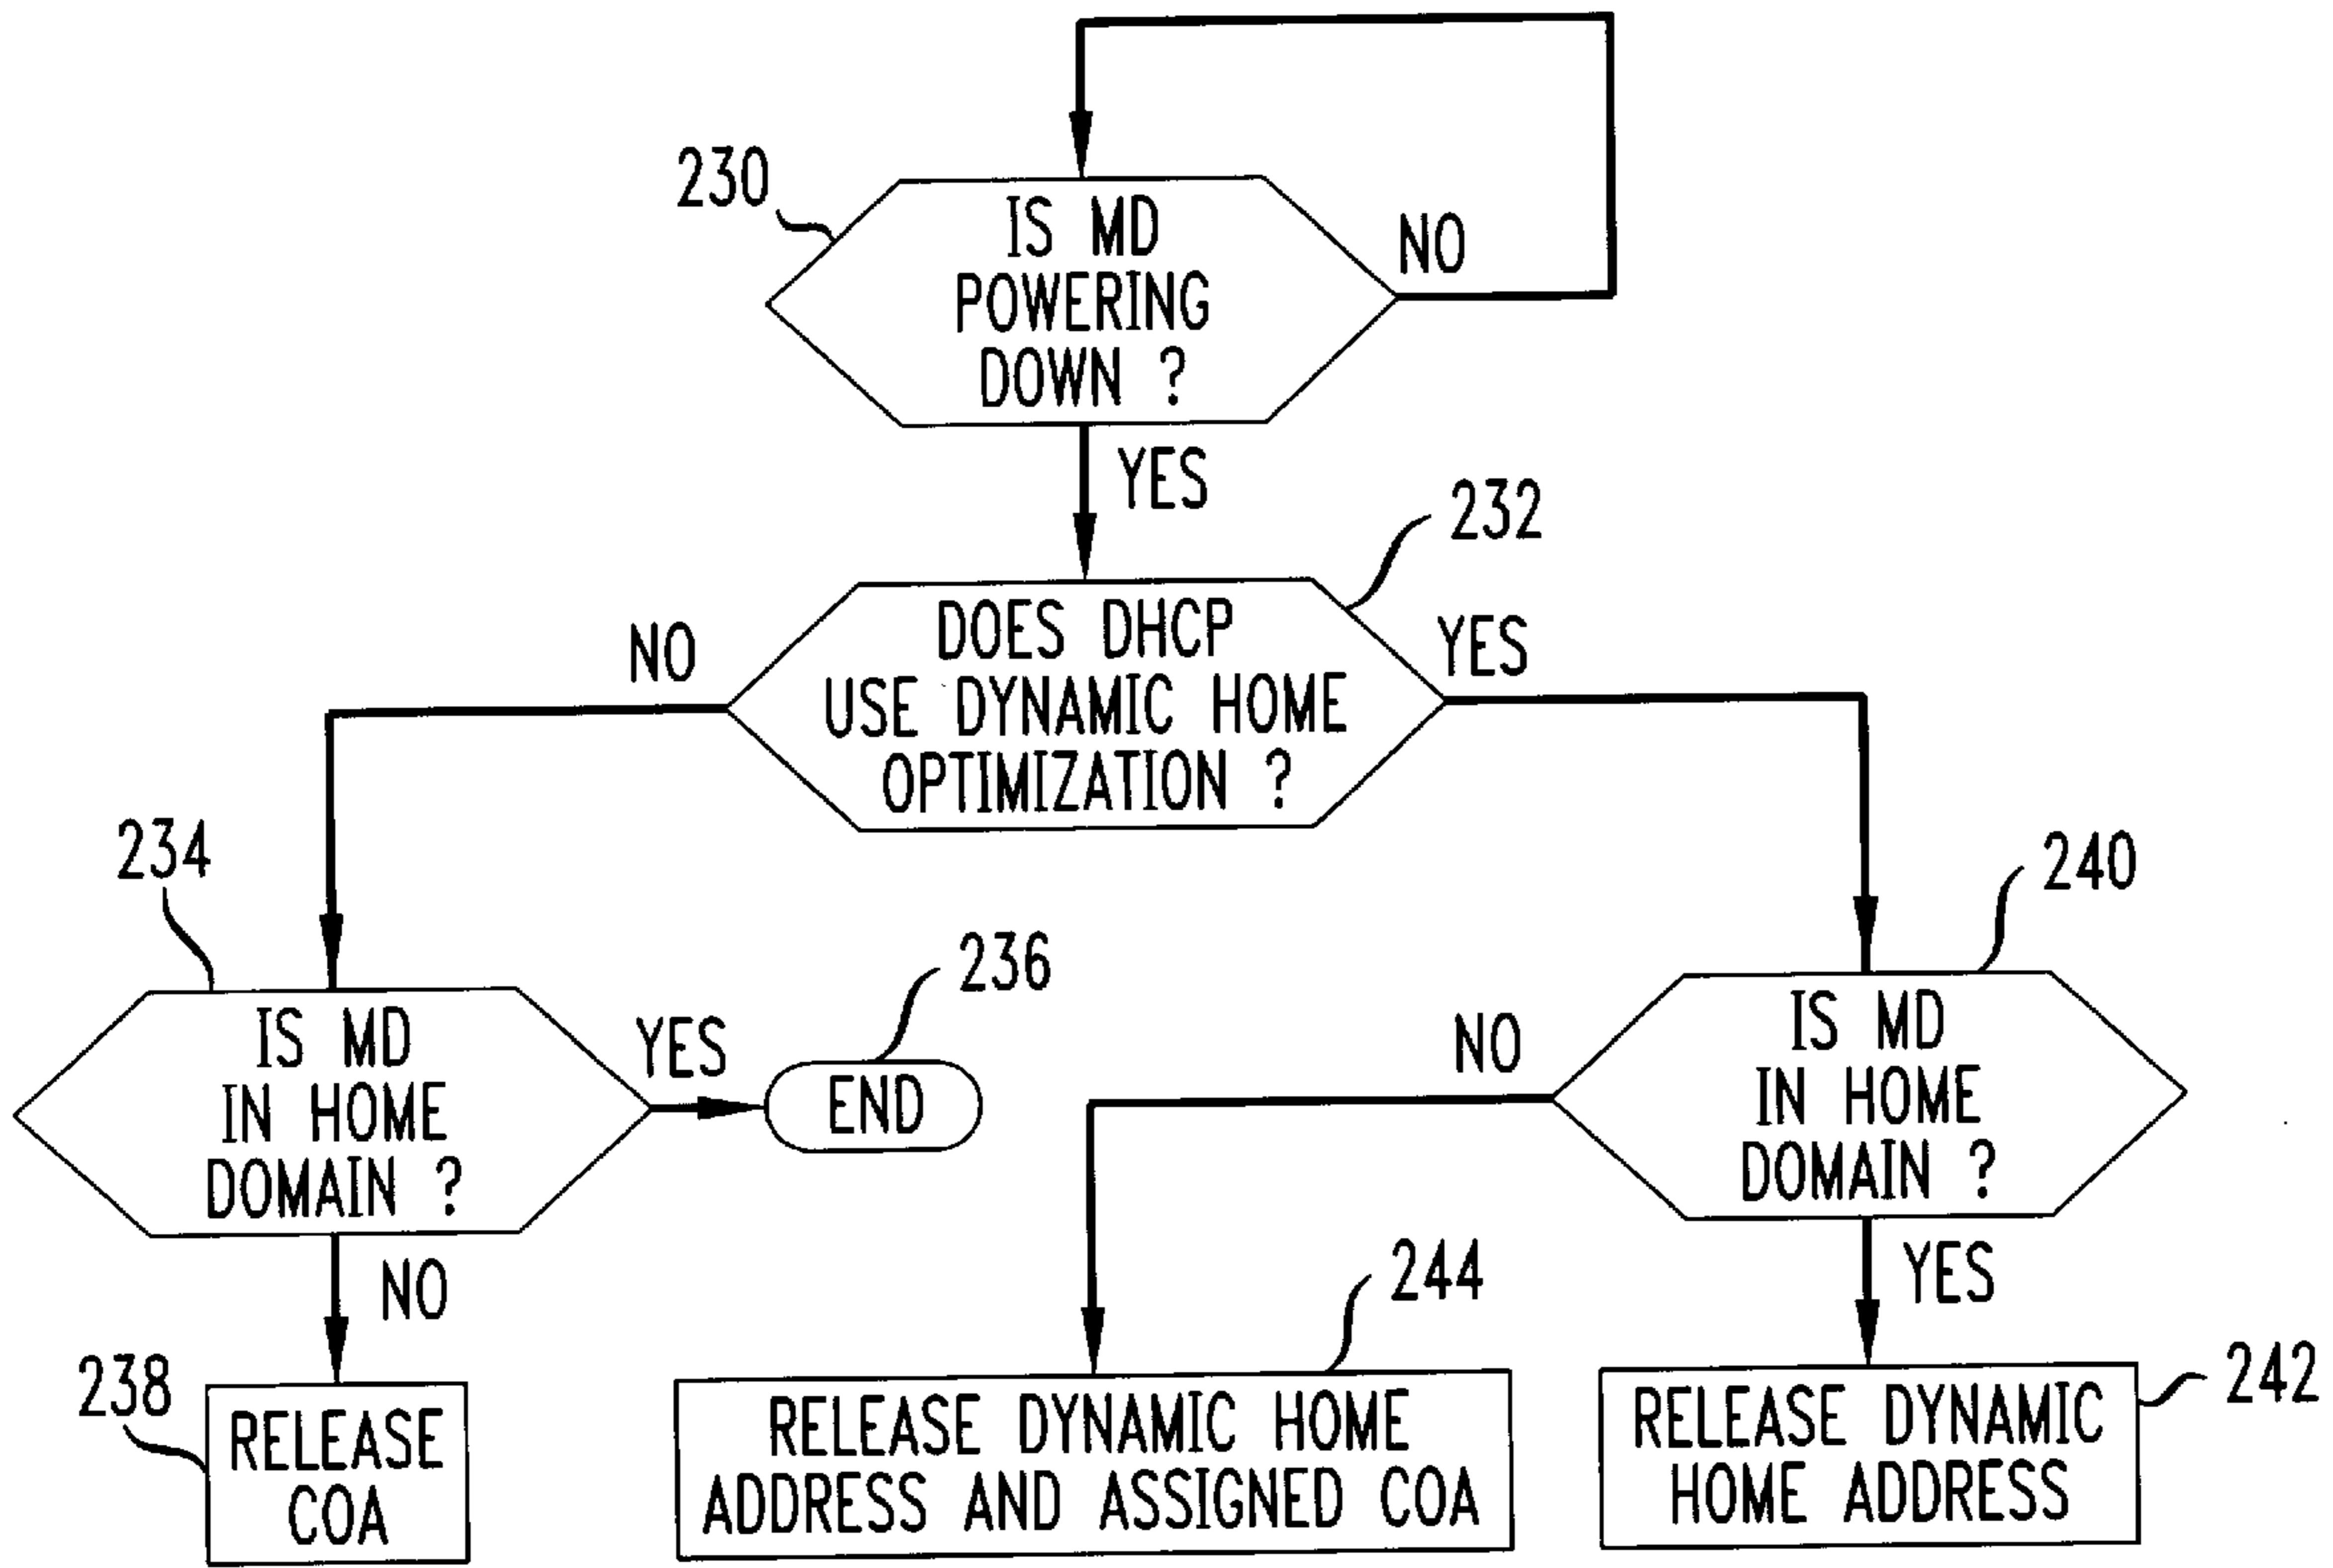 230
IS MD
POWERING
DOWN ?
NO
YES
232
DOES DHCP
USE DYNAMIC HOME
OPTIMIZATION ?
NO
YES
234
IS MD
IN HOME
DOMAIN ?
YES
236
END
NO
238
RELEASE
COA
240
IS MD
IN HOME
DOMAIN ?
NO
YES
244
RELEASE DYNAMIC HOME
ADDRESS AND ASSIGNED COA
242
RELEASE DYNAMIC
HOME ADDRESS